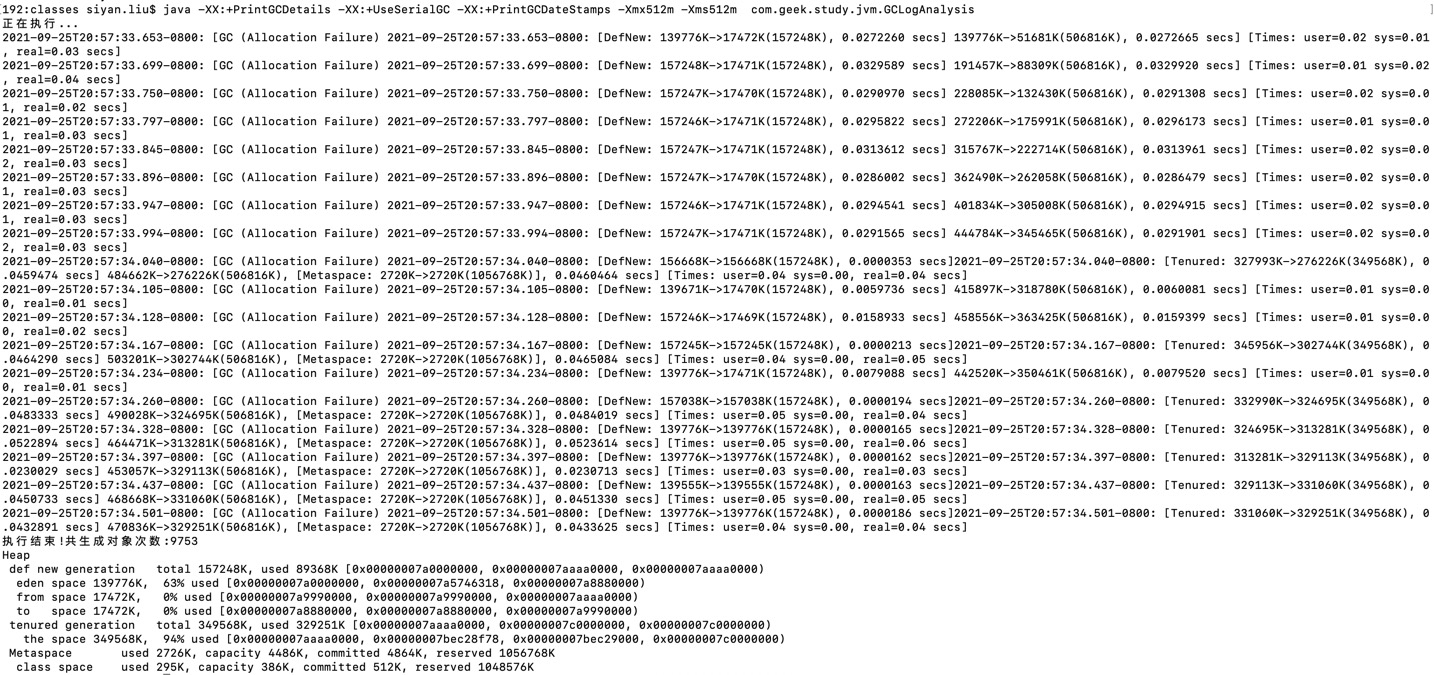 [192:classes siyan.liu$ java -XX:+PrintGCDetails -XX:+UseSerialGC -XX:+PrintGCDateStamps -Xmx512m -Xms512m  com.geek.study.jvm.GCLogAnalysis ]
正在执行...
2021-09-25T20:57:33.653-0800: [GC (Allocation Failure) 2021-09-25T20:57:33.653-0800: [DefNew: 139776K->17472K(157248K), 0.0272260 secs] 139776K->51681K(506816K), 0.0272665 secs] [Times: user=0.02 sys=0.01
, real=0.03 secs]
2021-09-25T20:57:33.699-0800: [GC (Allocation Failure) 2021-09-25T20:57:33.699-0800: [DefNew: 157248K->17471K(157248K), 0.0329589 secs] 191457K->88309K(506816K), 0.0329920 secs] [Times: user=0.01 sys=0.02
, real=0.04 secs]
2021-09-25T20:57:33.750-0800: [GC (Allocation Failure) 2021-09-25T20:57:33.750-0800: [DefNew: 157247K->17470K(157248K), 0.0290970 secs] 228085K->132430K(506816K), 0.0291308 secs] [Times: user=0.02 sys=0.0
1, real=0.02 secs]
2021-09-25T20:57:33.797-0800: [GC (Allocation Failure) 2021-09-25T20:57:33.797-0800: [DefNew: 157246K->17471K(157248K), 0.0295822 secs] 272206K->175991K(506816K), 0.0296173 secs] [Times: user=0.01 sys=0.0
1, real=0.03 secs]
2021-09-25T20:57:33.845-0800: [GC (Allocation Failure) 2021-09-25T20:57:33.845-0800: [DefNew: 157247K->17471K(157248K), 0.0313612 secs] 315767K->222714K(506816K), 0.0313961 secs] [Times: user=0.02 sys=0.0
2, real=0.03 secs]
2021-09-25T20:57:33.896-0800: [GC (Allocation Failure) 2021-09-25T20:57:33.896-0800: [DefNew: 157247K->17470K(157248K), 0.0286002 secs] 362490K->262058K(506816K), 0.0286479 secs] [Times: user=0.02 sys=0.0
1, real=0.03 secs]
2021-09-25T20:57:33.947-0800: [GC (Allocation Failure) 2021-09-25T20:57:33.947-0800: [DefNew: 157246K->17471K(157248K), 0.0294541 secs] 401834K->305008K(506816K), 0.0294915 secs] [Times: user=0.02 sys=0.0
1, real=0.03 secs]
2021-09-25T20:57:33.994-0800: [GC (Allocation Failure) 2021-09-25T20:57:33.994-0800: [DefNew: 157247K->17471K(157248K), 0.0291565 secs] 444784K->345465K(506816K), 0.0291901 secs] [Times: user=0.02 sys=0.0
2, real=0.03 secs]
2021-09-25T20:57:34.040-0800: [GC (Allocation Failure) 2021-09-25T20:57:34.040-0800: [DefNew: 156668K->156668K(157248K), 0.0000353 secs]2021-09-25T20:57:34.040-0800: [Tenured: 327993K->276226K(349568K), 0
.0459474 secs] 484662K->276226K(506816K), [Metaspace: 2720K->2720K(1056768K)], 0.0460464 secs] [Times: user=0.04 sys=0.00, real=0.04 secs]
2021-09-25T20:57:34.105-0800: [GC (Allocation Failure) 2021-09-25T20:57:34.105-0800: [DefNew: 139671K->17470K(157248K), 0.0059736 secs] 415897K->318780K(506816K), 0.0060081 secs] [Times: user=0.01 sys=0.0
0, real=0.01 secs]
2021-09-25T20:57:34.128-0800: [GC (Allocation Failure) 2021-09-25T20:57:34.128-0800: [DefNew: 157246K->17469K(157248K), 0.0158933 secs] 458556K->363425K(506816K), 0.0159399 secs] [Times: user=0.01 sys=0.0
0, real=0.02 secs]
2021-09-25T20:57:34.167-0800: [GC (Allocation Failure) 2021-09-25T20:57:34.167-0800: [DefNew: 157245K->157245K(157248K), 0.0000213 secs]2021-09-25T20:57:34.167-0800: [Tenured: 345956K->302744K(349568K), 0
.0464290 secs] 503201K->302744K(506816K), [Metaspace: 2720K->2720K(1056768K)], 0.0465084 secs] [Times: user=0.04 sys=0.00, real=0.05 secs]
2021-09-25T20:57:34.234-0800: [GC (Allocation Failure) 2021-09-25T20:57:34.234-0800: [DefNew: 139776K->17471K(157248K), 0.0079088 secs] 442520K->350461K(506816K), 0.0079520 secs] [Times: user=0.01 sys=0.0
0, real=0.01 secs]
2021-09-25T20:57:34.260-0800: [GC (Allocation Failure) 2021-09-25T20:57:34.260-0800: [DefNew: 157038K->157038K(157248K), 0.0000194 secs]2021-09-25T20:57:34.260-0800: [Tenured: 332990K->324695K(349568K), 0
.0483333 secs] 490028K->324695K(506816K), [Metaspace: 2720K->2720K(1056768K)], 0.0484019 secs] [Times: user=0.05 sys=0.00, real=0.04 secs]
2021-09-25T20:57:34.328-0800: [GC (Allocation Failure) 2021-09-25T20:57:34.328-0800: [DefNew: 139776K->139776K(157248K), 0.0000165 secs]2021-09-25T20:57:34.328-0800: [Tenured: 324695K->313281K(349568K), 0
.0522894 secs] 464471K->313281K(506816K), [Metaspace: 2720K->2720K(1056768K)], 0.0523614 secs] [Times: user=0.05 sys=0.00, real=0.06 secs]
2021-09-25T20:57:34.397-0800: [GC (Allocation Failure) 2021-09-25T20:57:34.397-0800: [DefNew: 139776K->139776K(157248K), 0.0000162 secs]2021-09-25T20:57:34.397-0800: [Tenured: 313281K->329113K(349568K), 0
.0230029 secs] 453057K->329113K(506816K), [Metaspace: 2720K->2720K(1056768K)], 0.0230713 secs] [Times: user=0.03 sys=0.00, real=0.03 secs]
2021-09-25T20:57:34.437-0800: [GC (Allocation Failure) 2021-09-25T20:57:34.437-0800: [DefNew: 139555K->139555K(157248K), 0.0000163 secs]2021-09-25T20:57:34.437-0800: [Tenured: 329113K->331060K(349568K), 0
.0450733 secs] 468668K->331060K(506816K), [Metaspace: 2720K->2720K(1056768K)], 0.0451330 secs] [Times: user=0.05 sys=0.00, real=0.05 secs]
2021-09-25T20:57:34.501-0800: [GC (Allocation Failure) 2021-09-25T20:57:34.501-0800: [DefNew: 139776K->139776K(157248K), 0.0000186 secs]2021-09-25T20:57:34.501-0800: [Tenured: 331060K->329251K(349568K), 0
.0432891 secs] 470836K->329251K(506816K), [Metaspace: 2720K->2720K(1056768K)], 0.0433625 secs] [Times: user=0.04 sys=0.00, real=0.04 secs]
执行结束!共生成对象次数:9753
Heap
 def new generation   total 157248K, used 89368K [0x00000007a0000000, 0x00000007aaaa0000, 0x00000007aaaa0000)
  eden space 139776K,  63% used [0x00000007a0000000, 0x00000007a5746318, 0x00000007a8880000)
  from space 17472K,   0% used [0x00000007a9990000, 0x00000007a9990000, 0x00000007aaaa0000)
  to   space 17472K,   0% used [0x00000007a8880000, 0x00000007a8880000, 0x00000007a9990000)
 tenured generation   total 349568K, used 329251K [0x00000007aaaa0000, 0x00000007c0000000, 0x00000007c0000000)
   the space 349568K,  94% used [0x00000007aaaa0000, 0x00000007bec28f78, 0x00000007bec29000, 0x00000007c0000000)
 Metaspace       used 2726K, capacity 4486K, committed 4864K, reserved 1056768K
  class space    used 295K, capacity 386K, committed 512K, reserved 1048576K